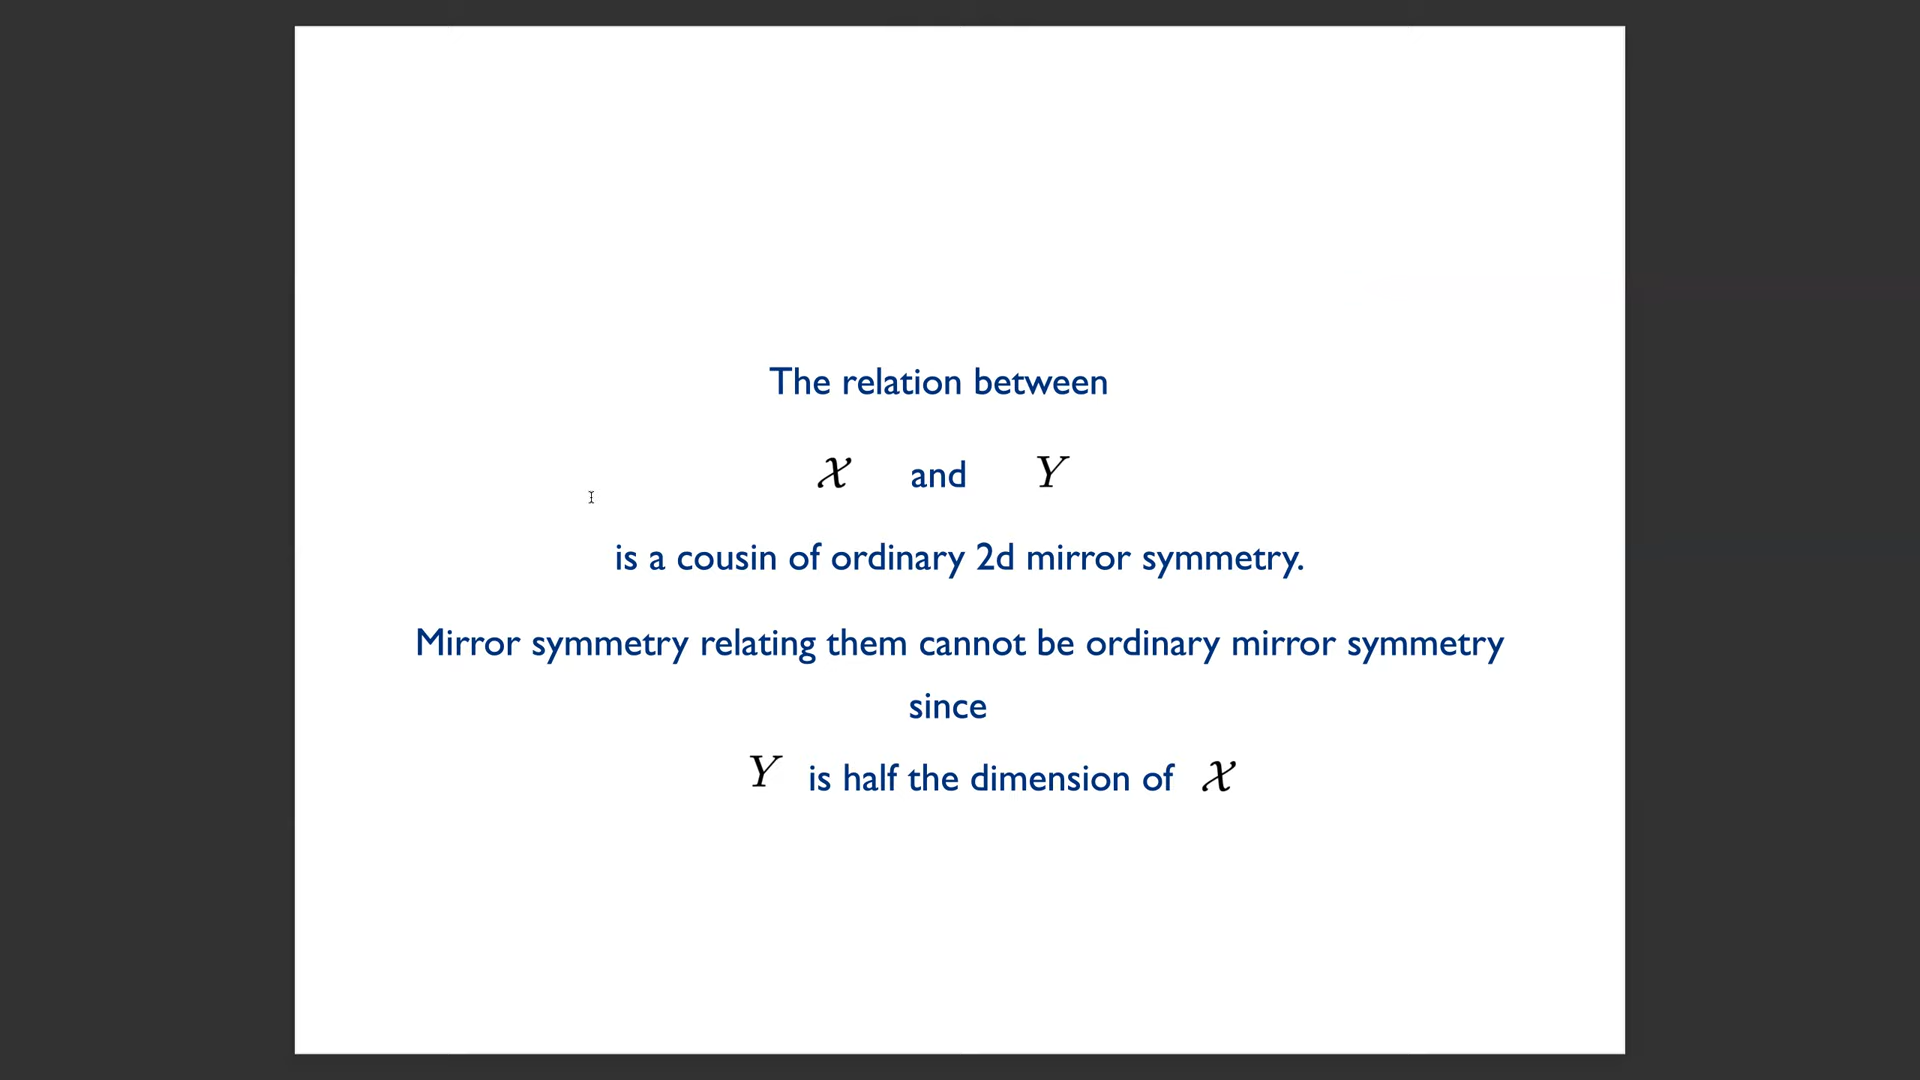 The relation between
𝒳 and Y
is a cousin of ordinary 2d mirror symmetry.
Mirror symmetry relating them cannot be ordinary mirror symmetry
since
Y is half the dimension of 𝒳